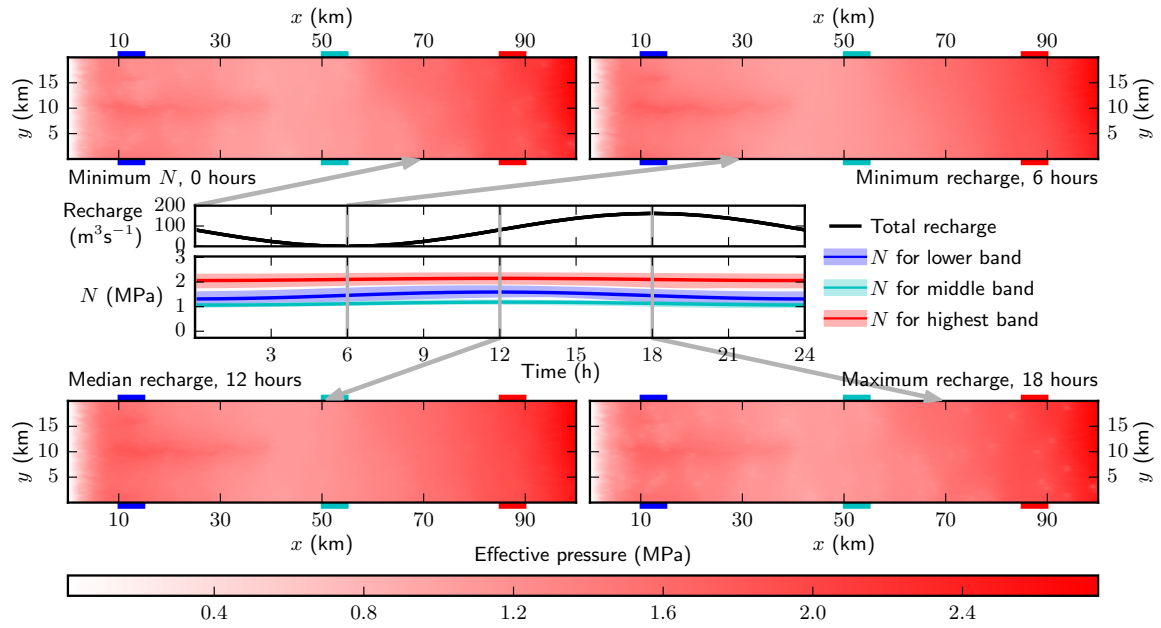 x (km)
x (km)
10 30 50 70 90
10 30 50 70 90
y (km)
15
10
5
15
10
5
y (km)
Minimum N, 0 hours
Minimum recharge, 6 hours
Recharge
(m³s⁻¹)
200
100
0
N (MPa)
3
2
1
0
3 6 9 12 15 18 21 24
Time (h)
Total recharge
N for lower band
N for middle band
N for highest band
Median recharge, 12 hours
Maximum recharge, 18 hours
y (km)
15
10
5
15
10
5
y (km)
10 30 50 70 90
10 30 50 70 90
x (km)
x (km)
Effective pressure (MPa)
0.4 0.8 1.2 1.6 2.0 2.4